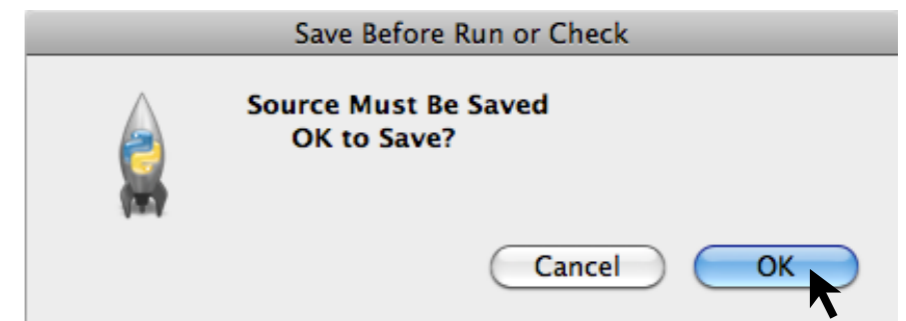 Save Before Run or Check
Source Must Be Saved
OK to Save?
Cancel OK